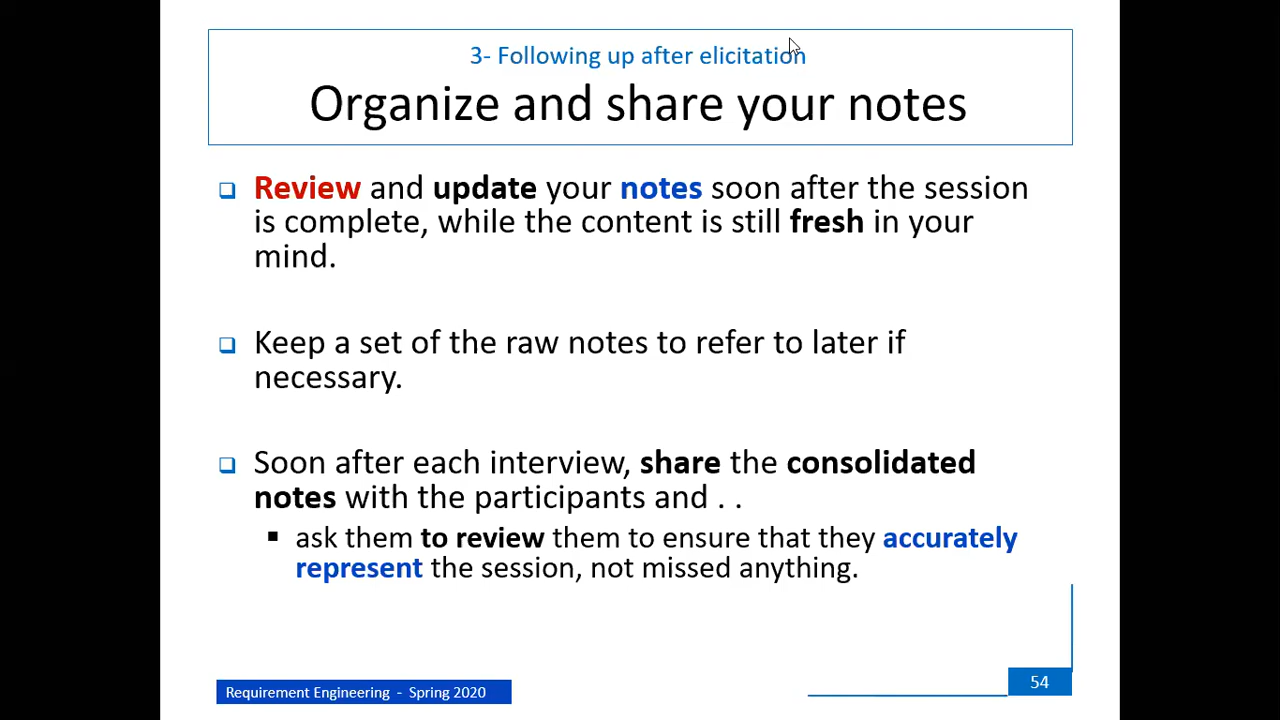 3- Following up after elicitation
Organize and share your notes
Review and update your notes soon after the session
is complete, while the content is still fresh in your
mind.
Keep a set of the raw notes to refer to later if
necessary.
Soon after each interview, share the consolidated
notes with the participants and . .
ask them to review them to ensure that they accurately
represent the session, not missed anything.
Requirement Engineering - Spring 2020
54